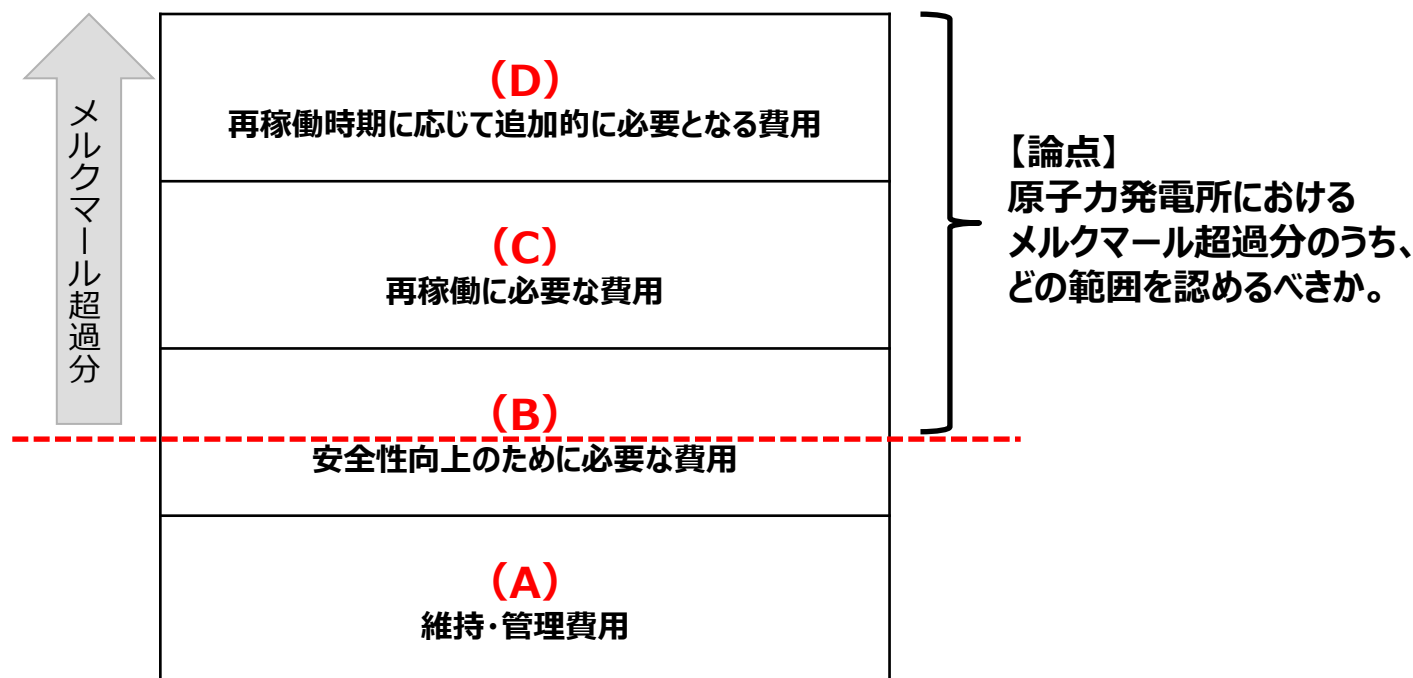 メルクマール超過分
（D）
再稼働時期に応じて追加的に必要となる費用
（C）
再稼働に必要な費用
（B）
安全性向上のために必要な費用
（A）
維持・管理費用
【論点】
原子力発電所における
メルクマール超過分のうち、
どの範囲を認めるべきか。